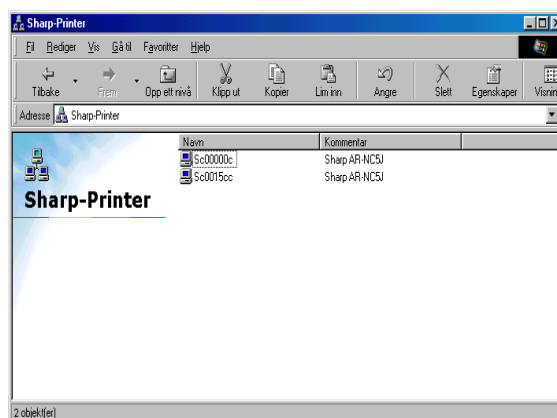 Sharp-Printer
Fil Rediger Vis Gå til Favoritter Hjelp
Tilbake Frem Opp ett nivå Klipp ut Kopier Lim inn Angre Slett Egenskaper Visnin
Adresse Sharp-Printer
Navn Kommentar
Sc00000c Sharp AR-NC5J
Sc0015cc Sharp AR-NC5J
Sharp-Printer
2 objekt(er)